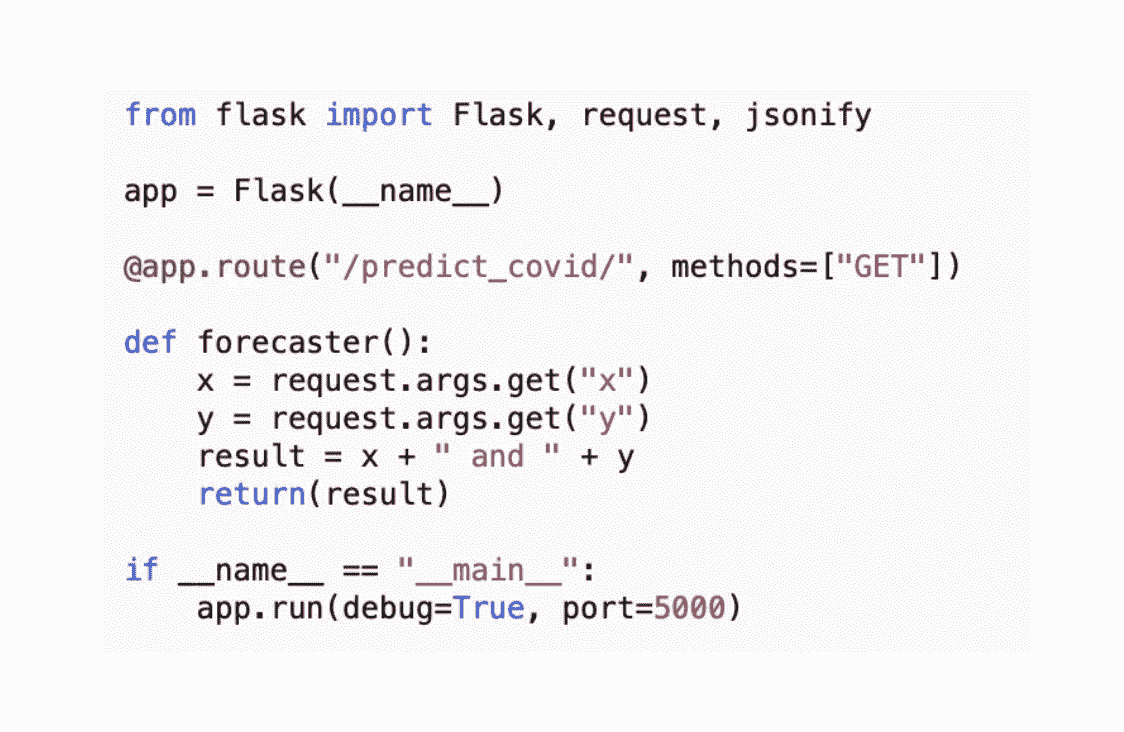 from flask import Flask, request, jsonify
app = Flask(__name__)
@app.route("/predict_covid/", methods=["GET"])
def forecaster():
    x = request.args.get("x")
    y = request.args.get("y")
    result = x + " and " + y
    return(result)
if __name__ == "__main__":
    app.run(debug=True, port=5000)